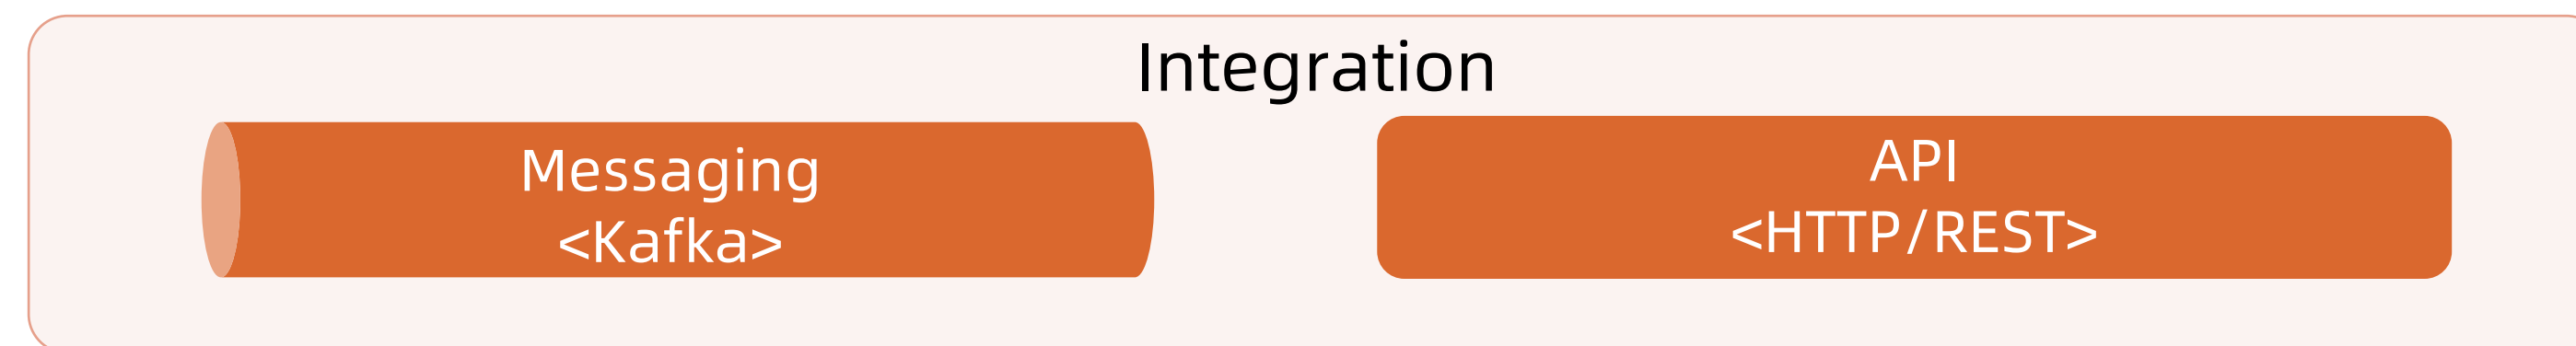 Integration
Messaging
<Kafka>
API
<HTTP/REST>